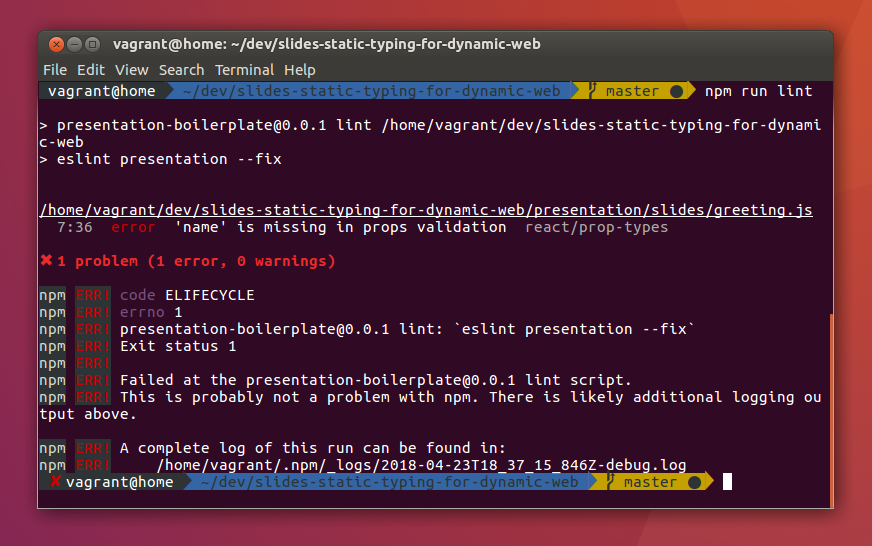 vagrant@home: ~/dev/slides-static-typing-for-dynamic-web
File Edit View Search Terminal Help
vagrant@home ~/dev/slides-static-typing-for-dynamic-web master ● npm run lint
> presentation-boilerplate@0.0.1 lint /home/vagrant/dev/slides-static-typing-for-dynami
c-web
> eslint presentation --fix
/home/vagrant/dev/slides-static-typing-for-dynamic-web/presentation/slides/greeting.js
7:36 error 'name' is missing in props validation react/prop-types
✖ 1 problem (1 error, 0 warnings)
npm ERR! code ELIFECYCLE
npm ERR! errno 1
npm ERR! presentation-boilerplate@0.0.1 lint: `eslint presentation --fix`
npm ERR! Exit status 1
npm ERR!
npm ERR! Failed at the presentation-boilerplate@0.0.1 lint script.
npm ERR! This is probably not a problem with npm. There is likely additional logging ou
tput above.
npm ERR! A complete log of this run can be found in:
npm ERR! /home/vagrant/.npm/_logs/2018-04-23T18_37_15_846Z-debug.log
✘ vagrant@home ~/dev/slides-static-typing-for-dynamic-web master ●